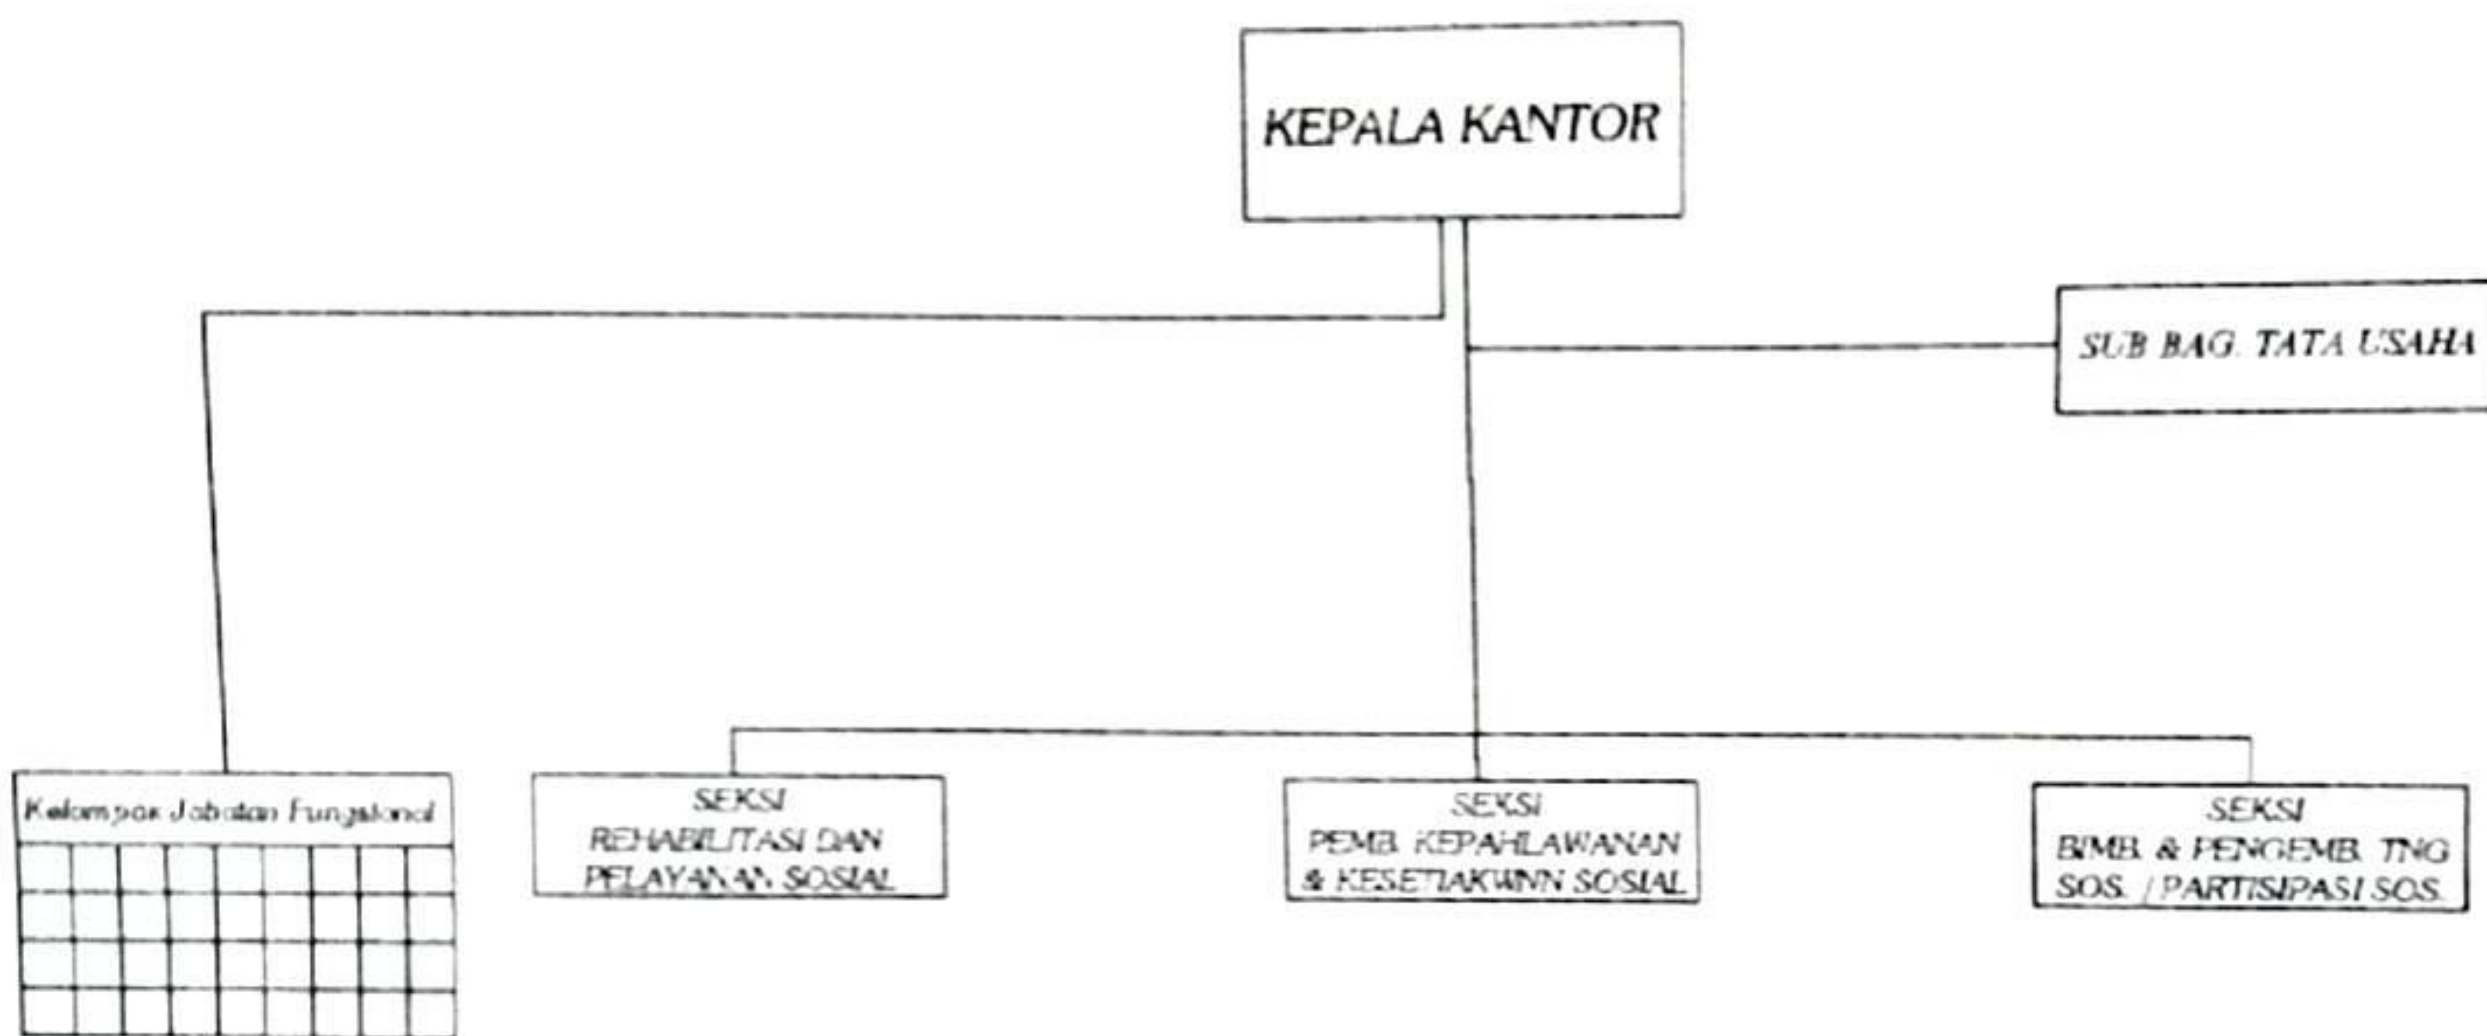 KEPALA KANTOR
SUB BAG. TATA USAHA
Kelompok Jabatan Fungsional
SEKSI
REHABILITASI DAN
PELAYANAN SOSIAL
SEKSI
PEMB. KEPAHLAWANAN
& KESETIAKWNN SOSIAL
SEKSI
BIMB. & PENGEMB. TNG
SOS. / PARTISIPASI SOS.